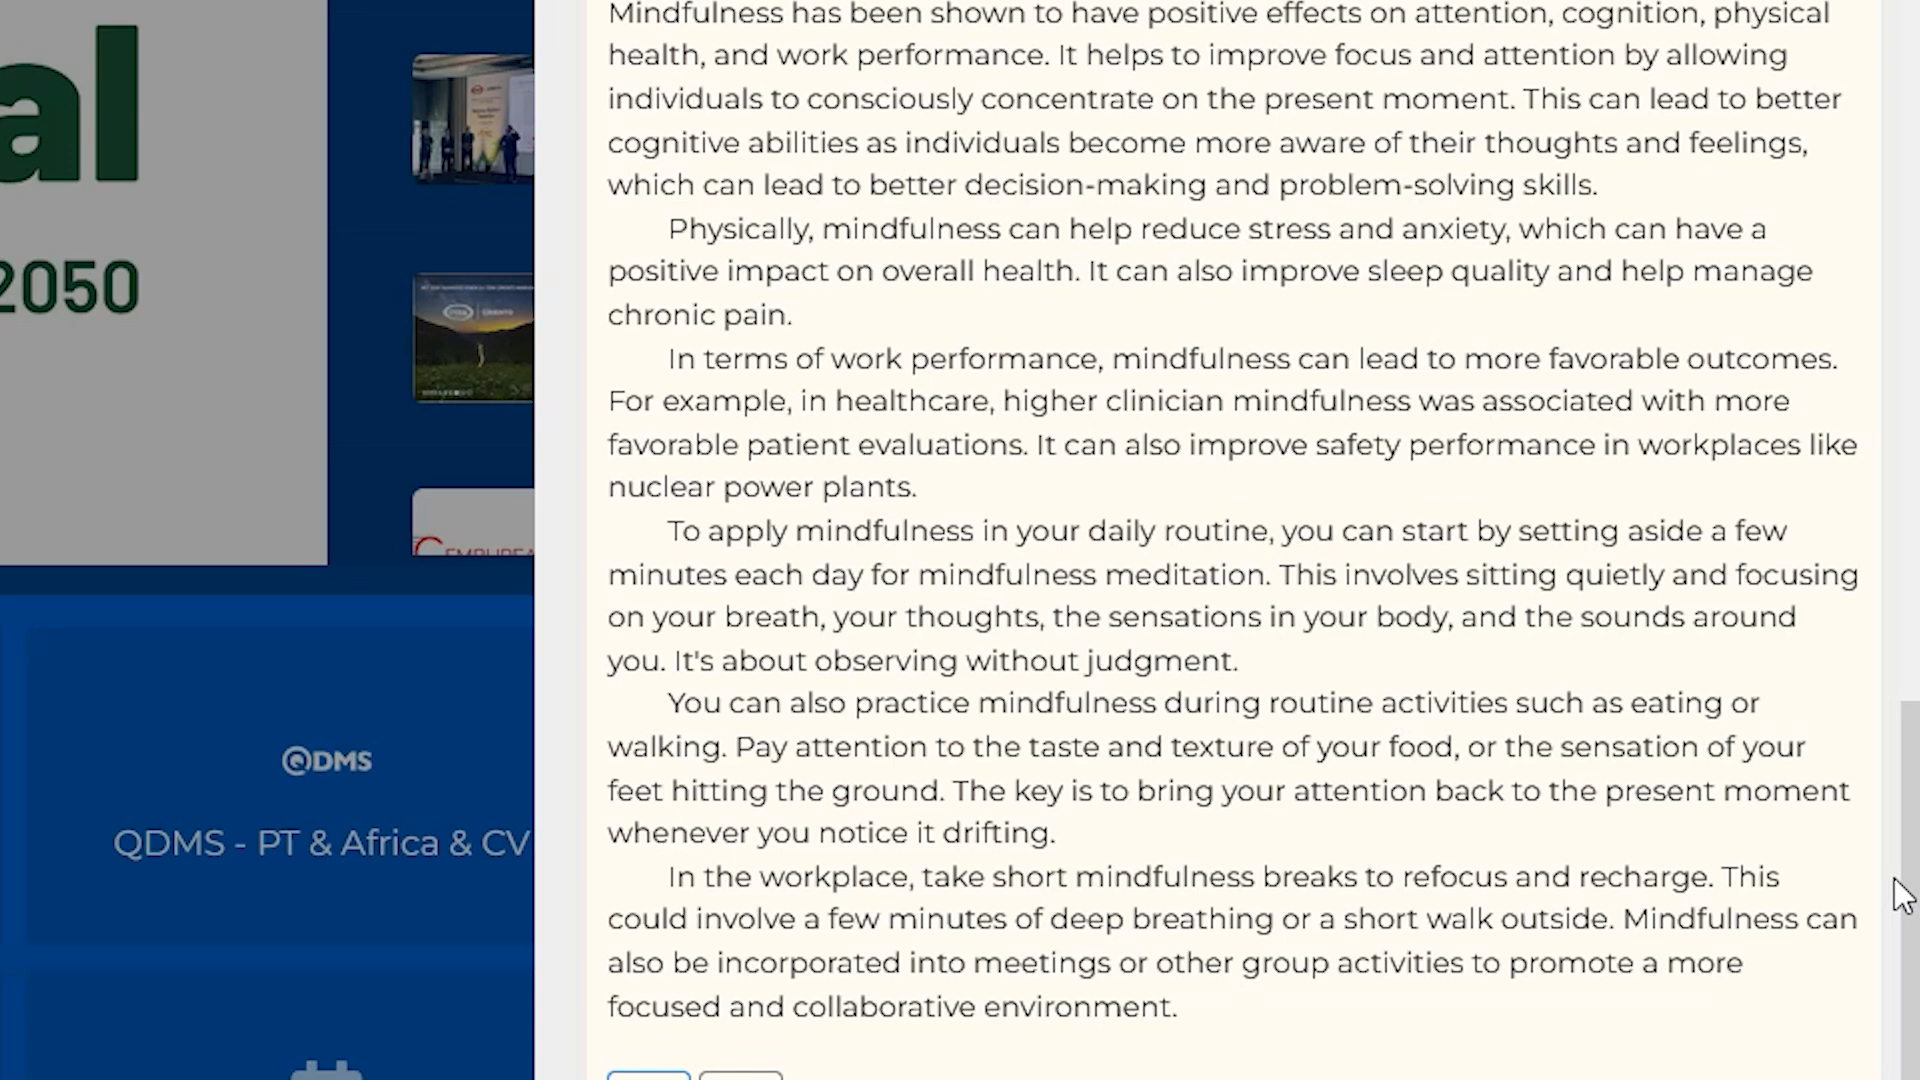 al
2050
QDMS
QDMS - PT & Africa & CV
Mindfulness has been shown to have positive effects on attention, cognition, physical
health, and work performance. It helps to improve focus and attention by allowing
individuals to consciously concentrate on the present moment. This can lead to better
cognitive abilities as individuals become more aware of their thoughts and feelings,
which can lead to better decision-making and problem-solving skills.
Physically, mindfulness can help reduce stress and anxiety, which can have a
positive impact on overall health. It can also improve sleep quality and help manage
chronic pain.
In terms of work performance, mindfulness can lead to more favorable outcomes.
For example, in healthcare, higher clinician mindfulness was associated with more
favorable patient evaluations. It can also improve safety performance in workplaces like
nuclear power plants.
To apply mindfulness in your daily routine, you can start by setting aside a few
minutes each day for mindfulness meditation. This involves sitting quietly and focusing
on your breath, your thoughts, the sensations in your body, and the sounds around
you. It's about observing without judgment.
You can also practice mindfulness during routine activities such as eating or
walking. Pay attention to the taste and texture of your food, or the sensation of your
feet hitting the ground. The key is to bring your attention back to the present moment
whenever you notice it drifting.
In the workplace, take short mindfulness breaks to refocus and recharge. This
could involve a few minutes of deep breathing or a short walk outside. Mindfulness can
also be incorporated into meetings or other group activities to promote a more
focused and collaborative environment.